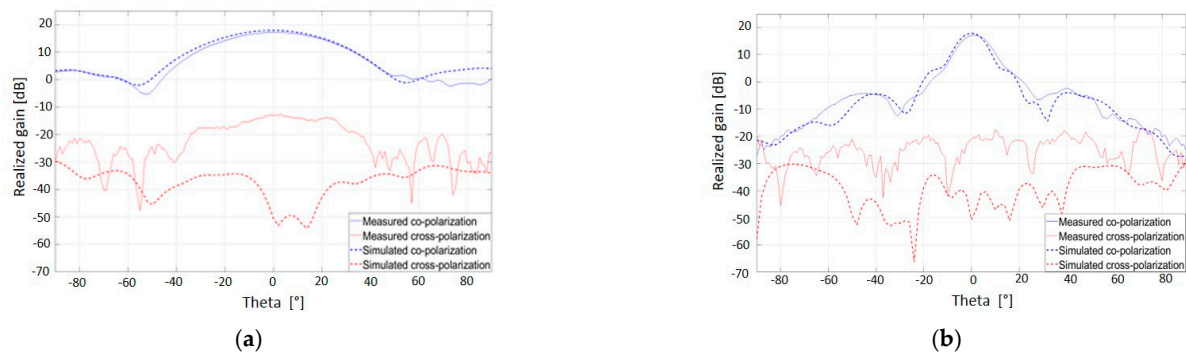 20
10
0
-10
-20
-30
-40
-50
-60
-70
Realized gain [dB]
Measured co-polarization
Measured cross-polarization
Simulated co-polarization
Simulated cross-polarization
-80 -60 -40 -20 0 20 40 60 80
Theta [°]
(a)
20
10
0
-10
-20
-30
-40
-50
-60
70
Realized gain [dB]
Measured co-polarization
Measured cross-polarization
Simulated co-polarization
Simulated cross-polarization
-80 -60 -40 -20 0 20 40 60 80
Theta [°]
(b)